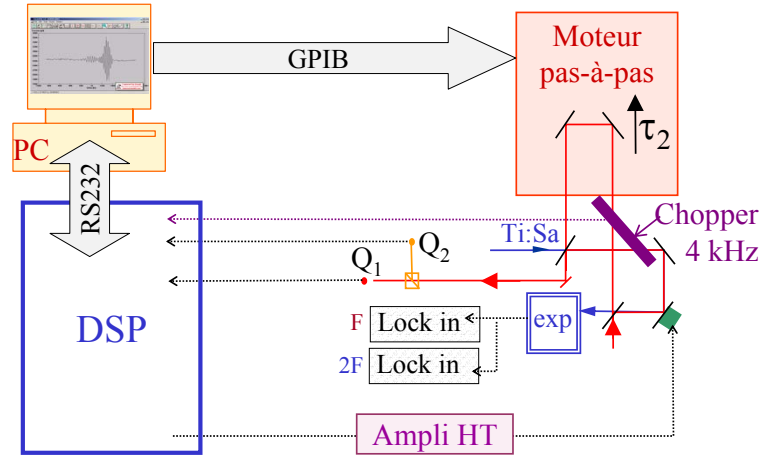 GPIB
Moteur
pas-à-pas
τ2
PC
RS232
Chopper
4 kHz
Ti:Sa
Q2
Q1
DSP
exp
F
Lock in
2F
Lock in
Ampli HT